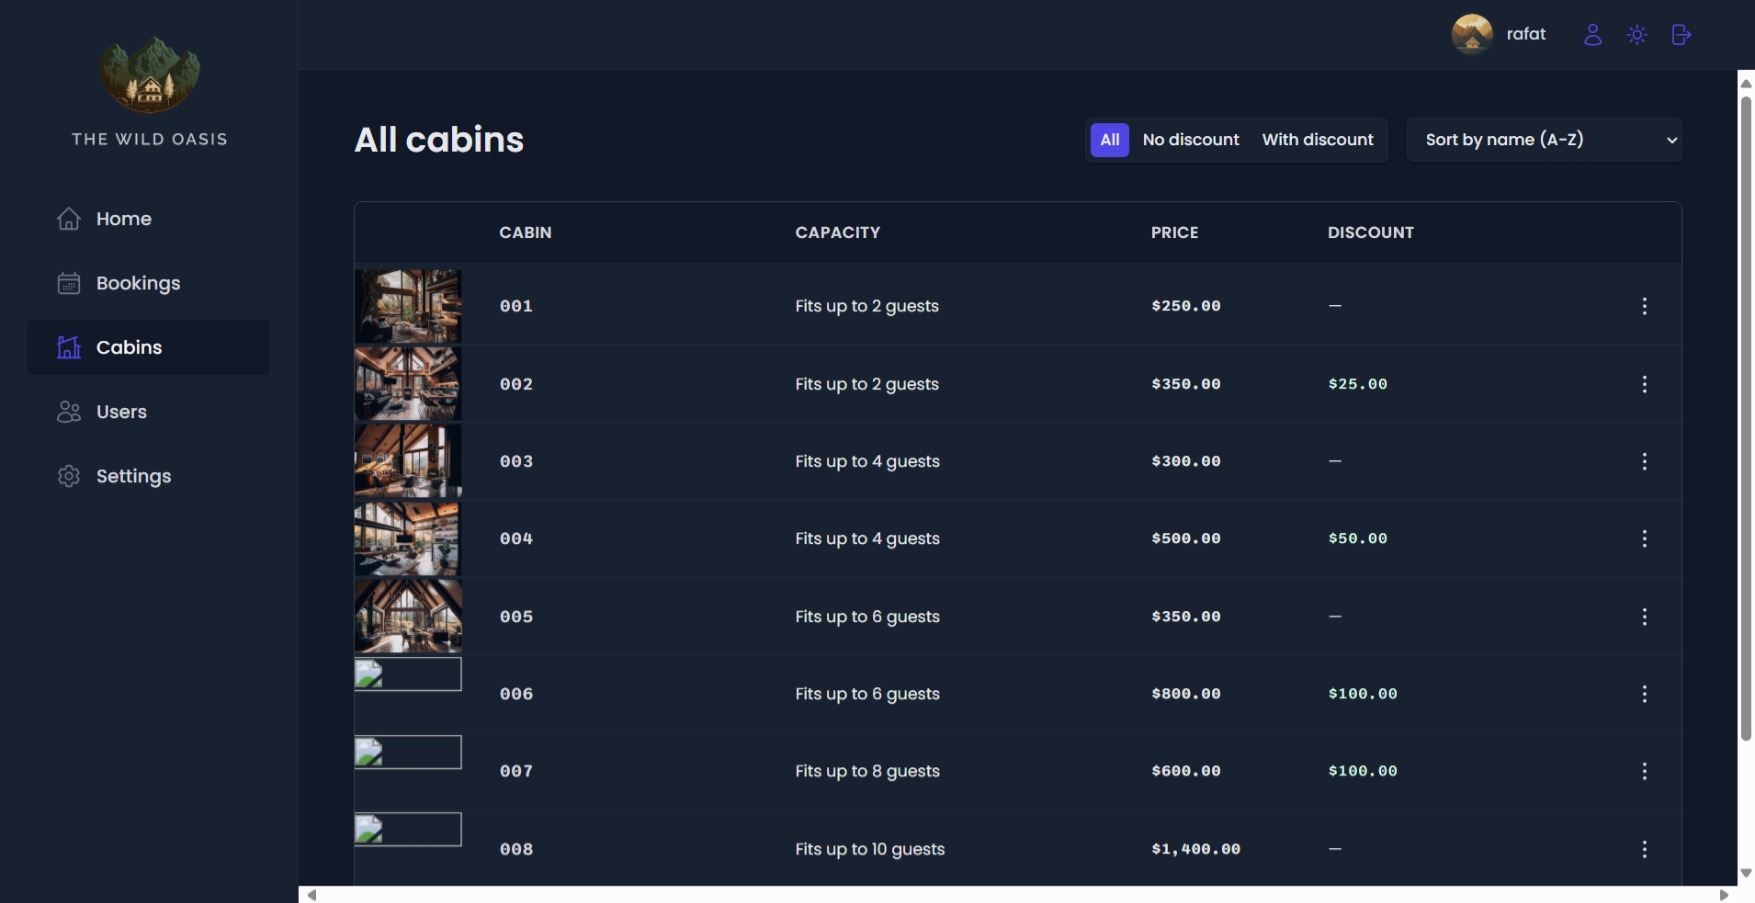 THE WILD OASIS
Home
Bookings
Cabins
Users
Settings
rafat
All cabins
All No discount With discount Sort by name (A-Z)
CABIN CAPACITY PRICE DISCOUNT
001 Fits up to 2 guests $250.00 —
002 Fits up to 2 guests $350.00 $25.00
003 Fits up to 4 guests $300.00 —
004 Fits up to 4 guests $500.00 $50.00
005 Fits up to 6 guests $350.00 —
006 Fits up to 6 guests $800.00 $100.00
007 Fits up to 8 guests $600.00 $100.00
008 Fits up to 10 guests $1,400.00 —